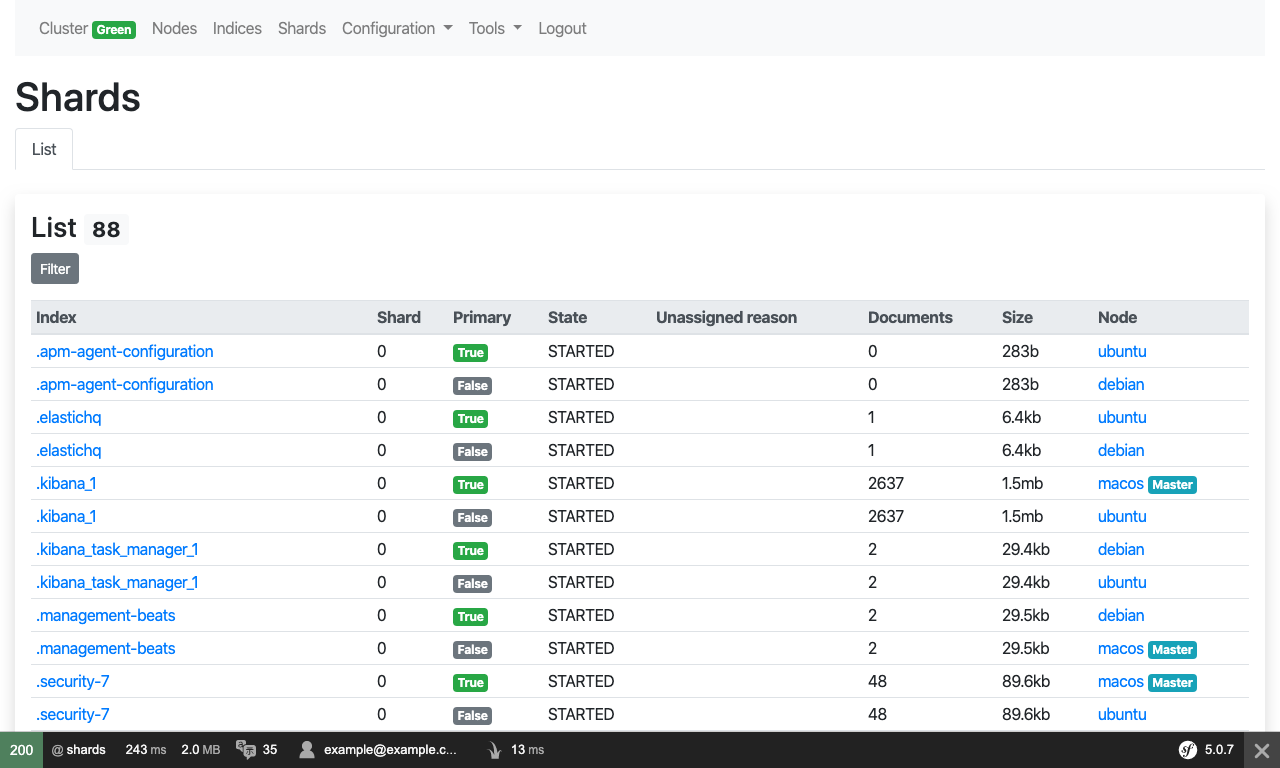 Cluster Green Nodes Indices Shards Configuration Tools Logout
Shards
List
List 88
Filter
Index Shard Primary State Unassigned reason Documents Size Node
.apm-agent-configuration 0 True STARTED 0 283b ubuntu
.apm-agent-configuration 0 False STARTED 0 283b debian
.elastichq 0 True STARTED 1 6.4kb ubuntu
.elastichq 0 False STARTED 1 6.4kb debian
.kibana_1 0 True STARTED 2637 1.5mb macos Master
.kibana_1 0 False STARTED 2637 1.5mb ubuntu
.kibana_task_manager_1 0 True STARTED 2 29.4kb debian
.kibana_task_manager_1 0 False STARTED 2 29.4kb ubuntu
.management-beats 0 True STARTED 2 29.5kb debian
.management-beats 0 False STARTED 2 29.5kb macos Master
.security-7 0 True STARTED 48 89.6kb macos Master
.security-7 0 False STARTED 48 89.6kb ubuntu
200 @ shards 243 ms 2.0 MB 35 example@example.c... 13 ms sf 5.0.7